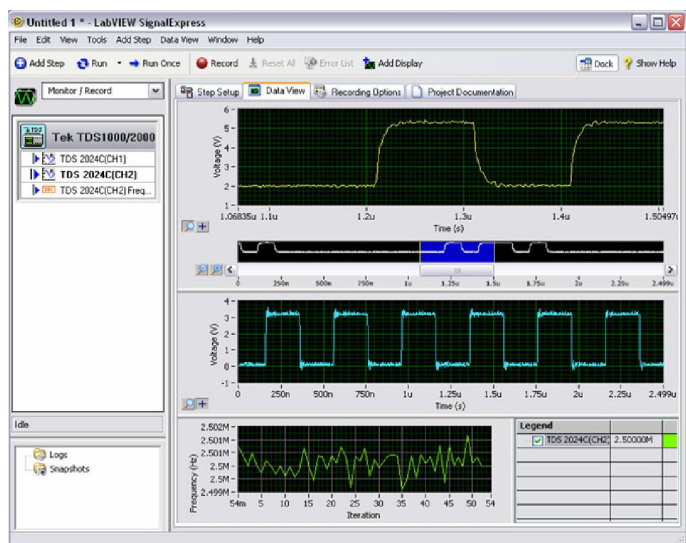 Untitled 1 * - LabVIEW SignalExpress
File Edit View Tools Add Step Data View Window Help
Add Step Run Run Once Record Reset All Error List Add Display Dock Show Help
Monitor / Record
Step Setup Data View Recording Options Project Documentation
Tek TDS1000/2000
TDS 2024C(CH1)
TDS 2024C(CH2)
TDS 2024C(CH2) Freq...
Idle
Logs
Snapshots
Voltage (V)
6
5
4
3
2
1
1.06835u 1.1u 1.2u 1.3u 1.4u 1.50497u
Time (s)
0 250n 500n 750n 1u 1.25u 1.5u 1.75u 2u 2.25u 2.499u
Voltage (V)
4
3
2
1
0
-1
0 250n 500n 750n 1u 1.25u 1.5u 1.75u 2u 2.25u 2.499u
Time (s)
Frequency (Hz)
2.502M
2.501M
2.501M
2.5M
2.5M
2.499M
54m 5 10 15 20 25 30 35 40 45 50 54
Iteration
Legend
TDS 2024C(CH2) 2.50000M